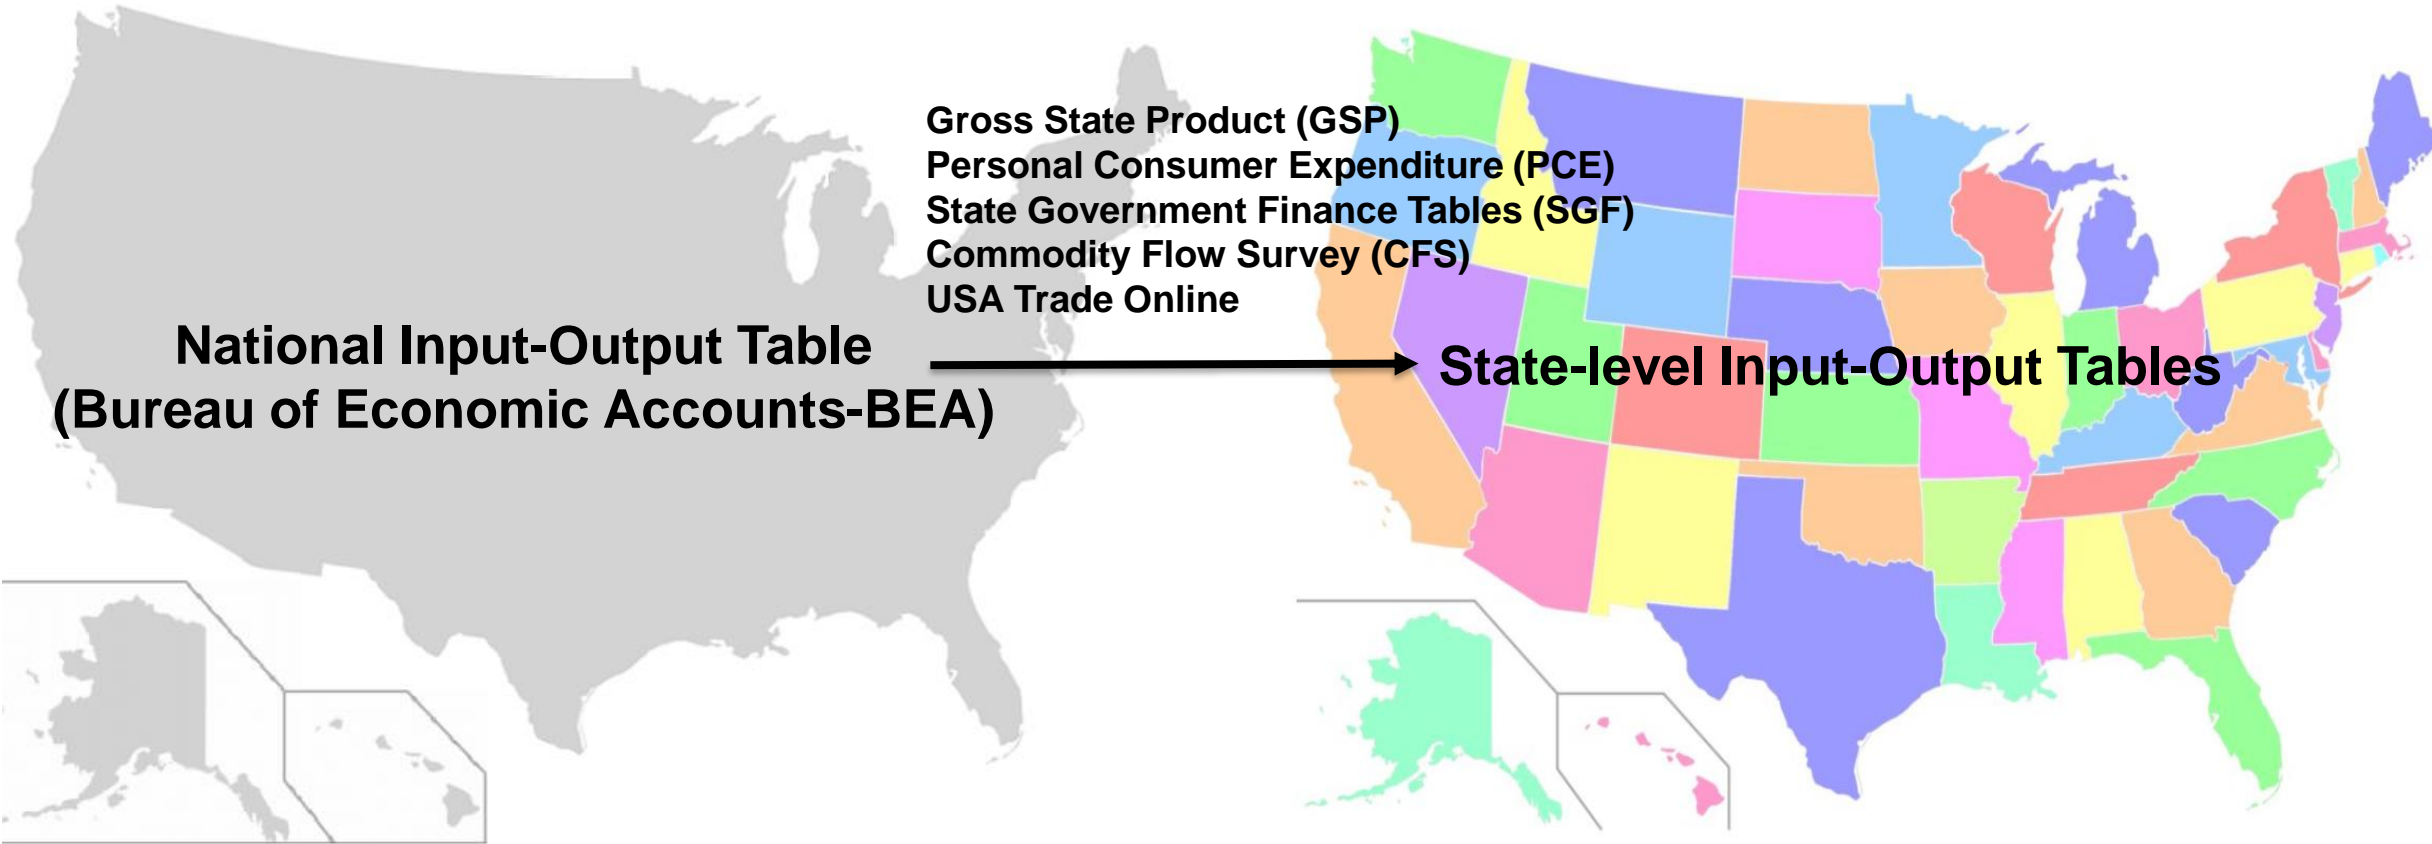 National Input-Output Table
(Bureau of Economic Accounts-BEA)
Gross State Product (GSP)
Personal Consumer Expenditure (PCE)
State Government Finance Tables (SGF)
Commodity Flow Survey (CFS)
USA Trade Online
State-level Input-Output Tables